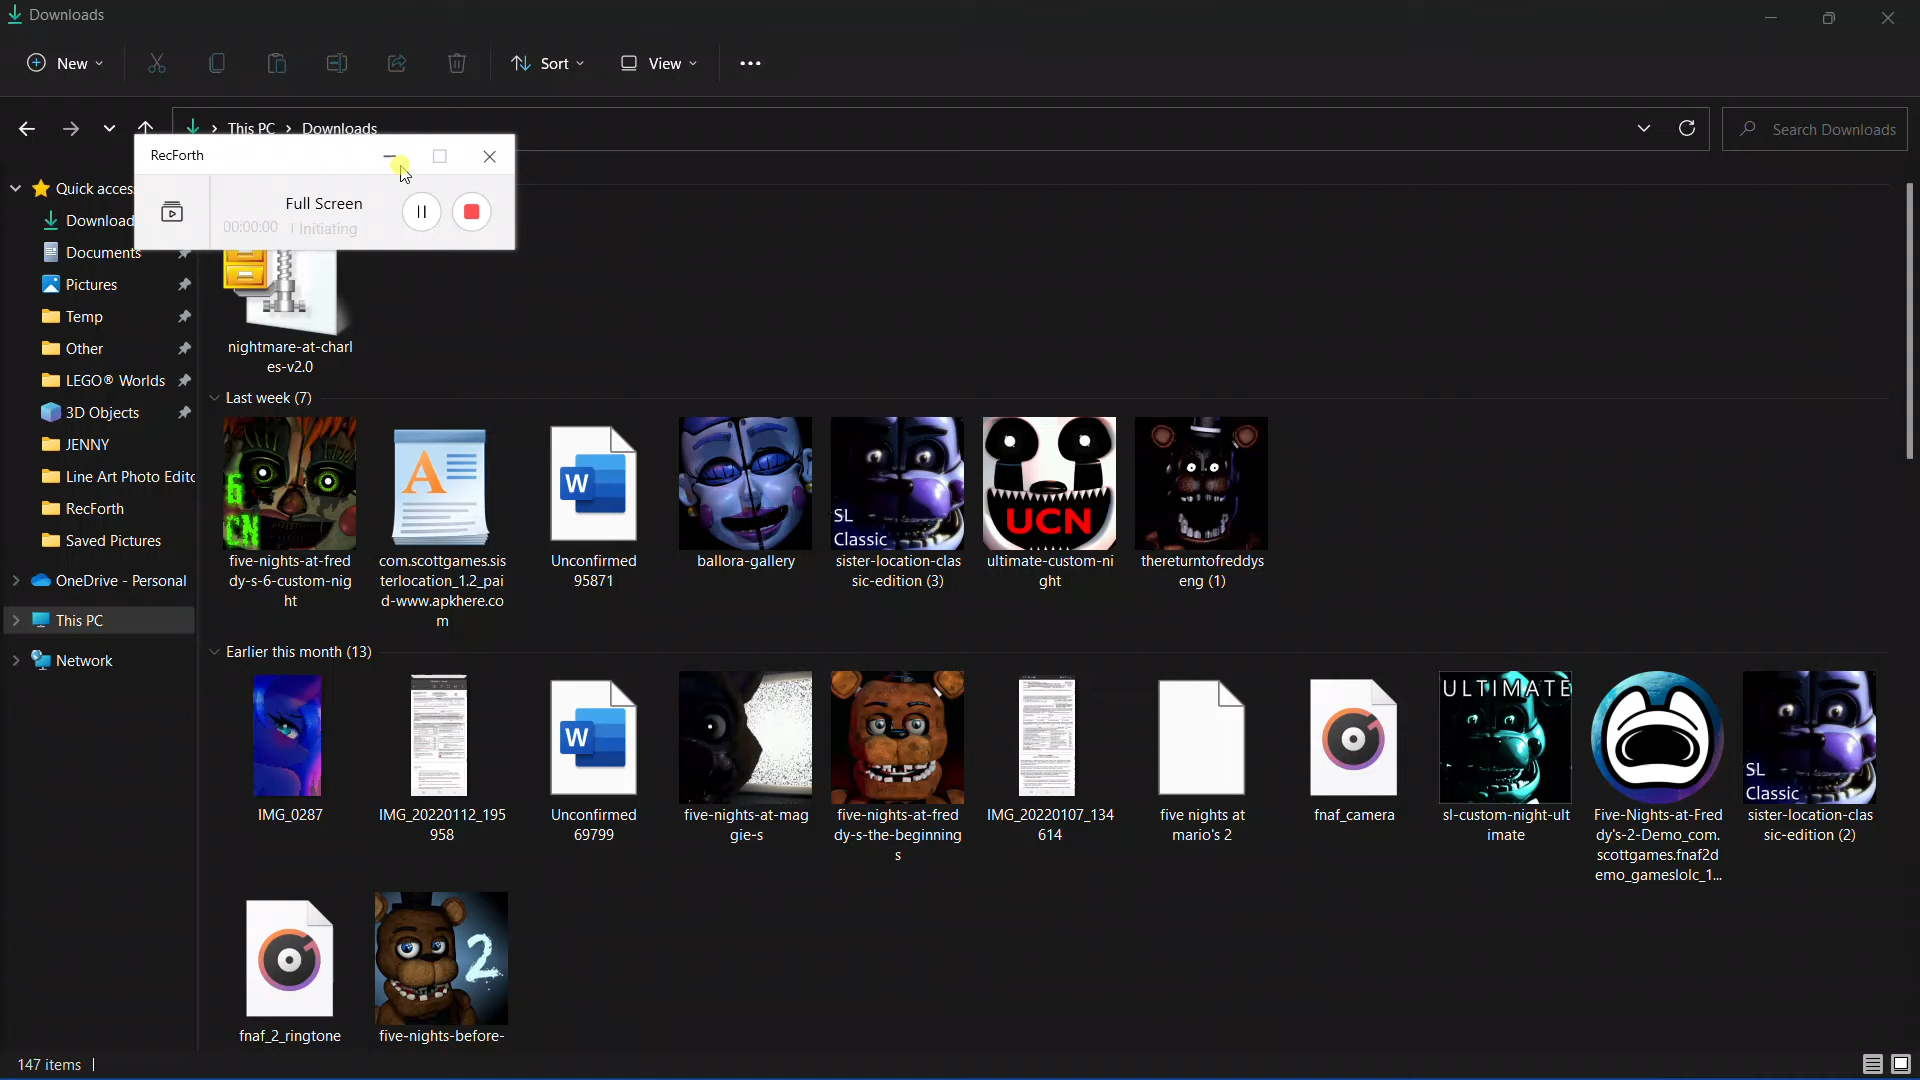 Downloads
New
Sort
View
This PC > Downloads
Search Downloads
RecForth
Full Screen
00:00:00 | Initiating
Quick acces
Download
Documents
Pictures
Temp
Other
LEGO® Worlds
3D Objects
JENNY
Line Art Photo Edito
RecForth
Saved Pictures
OneDrive - Personal
This PC
Network
nightmare-at-charl
es-v2.0
Last week (7)
6
CN
five-nights-at-fred
dy-s-6-custom-nig
ht
A
com.scottgames.sis
terlocation_1.2_pai
d-www.apkhere.co
m
W
Unconfirmed
95871
ballora-gallery
SL
Classic
sister-location-clas
sic-edition (3)
UCN
ultimate-custom-ni
ght
thereturntofreddys
eng (1)
Earlier this month (13)
IMG_0287
IMG_20220112_195
958
W
Unconfirmed
69799
five-nights-at-mag
gie-s
five-nights-at-fred
dy-s-the-beginning
s
IMG_20220107_134
614
five nights at
mario's 2
fnaf_camera
ULTIMATE
sl-custom-night-ult
imate
Five-Nights-at-Fred
dy's-2-Demo_com.
scottgames.fnaf2d
emo_gameslolc_1...
SL
Classic
sister-location-clas
sic-edition (2)
fnaf_2_ringtone
2
five-nights-before-
147 items